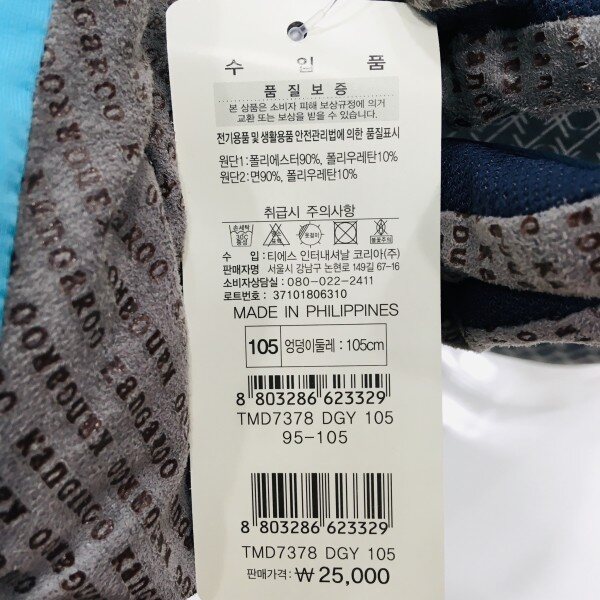 수 입 품
품 질 보 증
본 상품은 소비자 피해 보상규정에 의거
교환 또는 보상을 받을 수 있습니다.
전기용품 및 생활용품 안전관리법에 의한 품질표시
원단1:폴리에스터90%, 폴리우레탄10%
원단2:면90%, 폴리우레탄10%
취급시 주의사항
수 입 : 티에스 인터내셔날 코리아(주)
판매자명 : 서울시 강남구 논현로 149길 67-16
소비자상담실 : 080-022-2411
로트번호 : 37101806310
MADE IN PHILIPPINES
105 엉덩이둘레 : 105cm
8 803286 623329
TMD7378 DGY 105
95-105
8 803286 623329
TMD7378 DGY 105
판매가격: ₩ 25,000